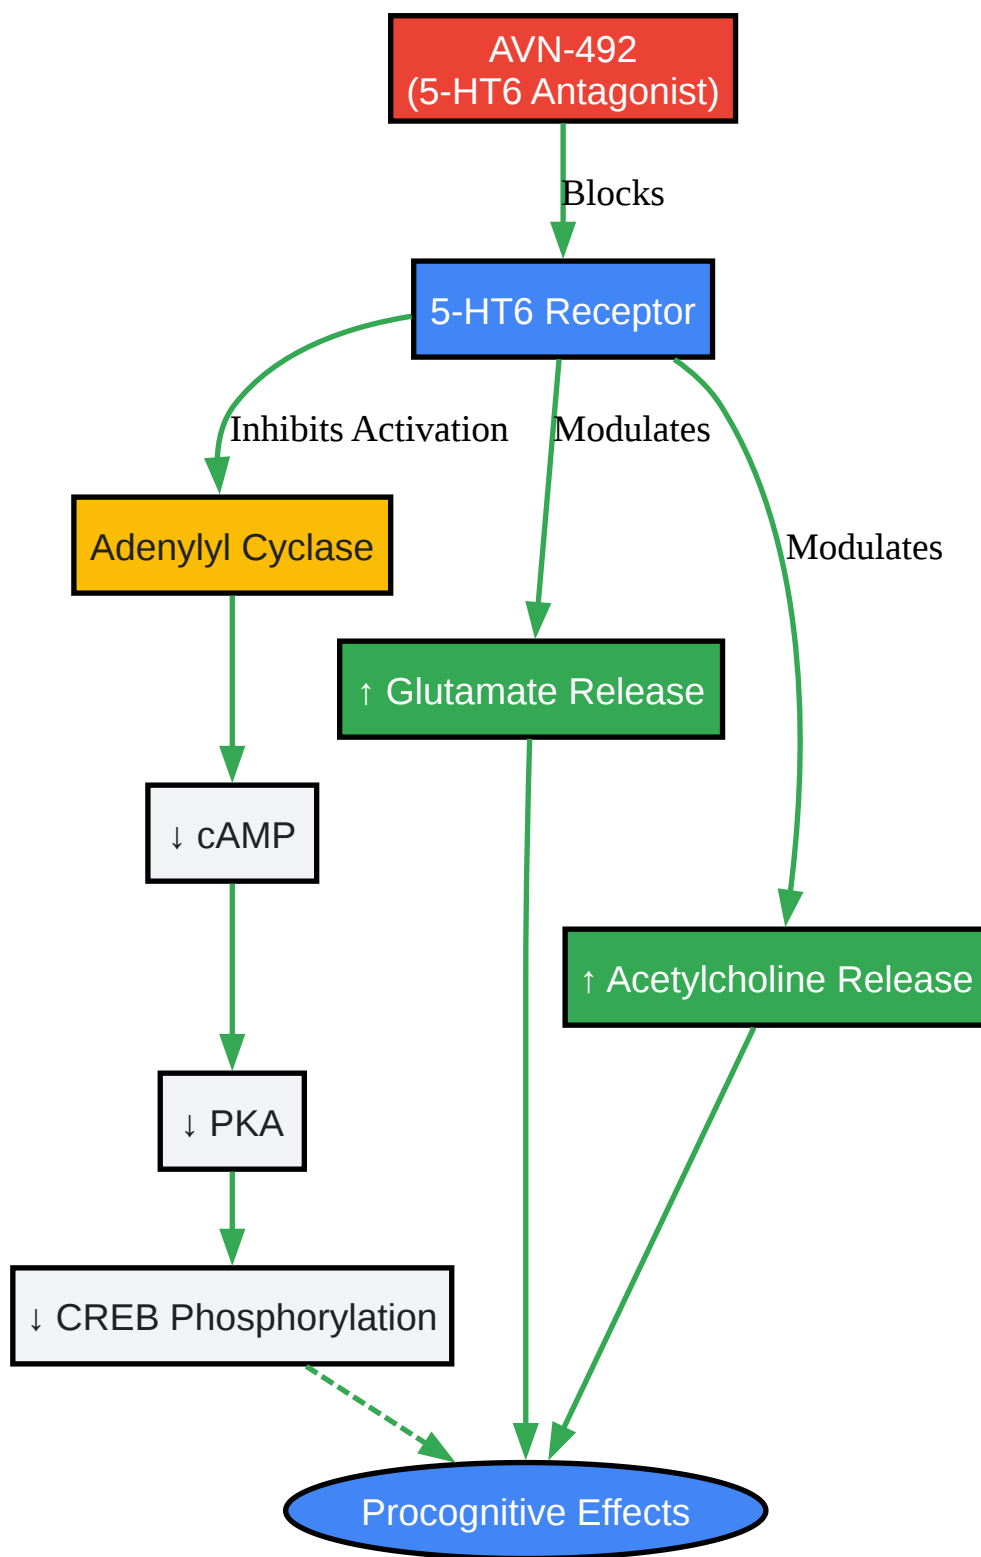 AVN-492
(5-HT6 Antagonist)
Blocks
5-HT6 Receptor
Inhibits Activation
Modulates
Modulates
Adenylyl Cyclase
↑ Glutamate Release
↓ cAMP
↑ Acetylcholine Release
↓ PKA
↓ CREB Phosphorylation
Procognitive Effects